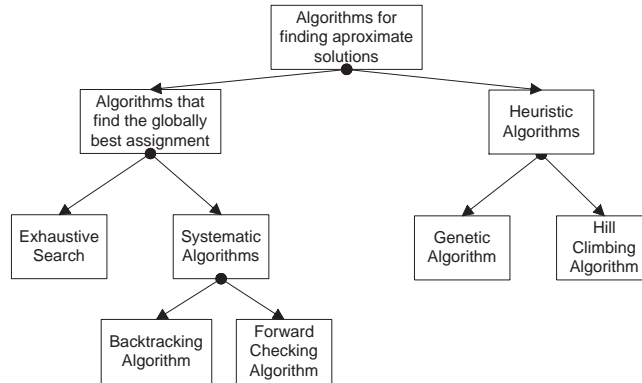 Algorithms for
finding aproximate
solutions
Algorithms that
find the globally
best assignment
Heuristic
Algorithms
Exhaustive
Search
Systematic
Algorithms
Genetic
Algorithm
Hill
Climbing
Algorithm
Backtracking
Algorithm
Forward
Checking
Algorithm